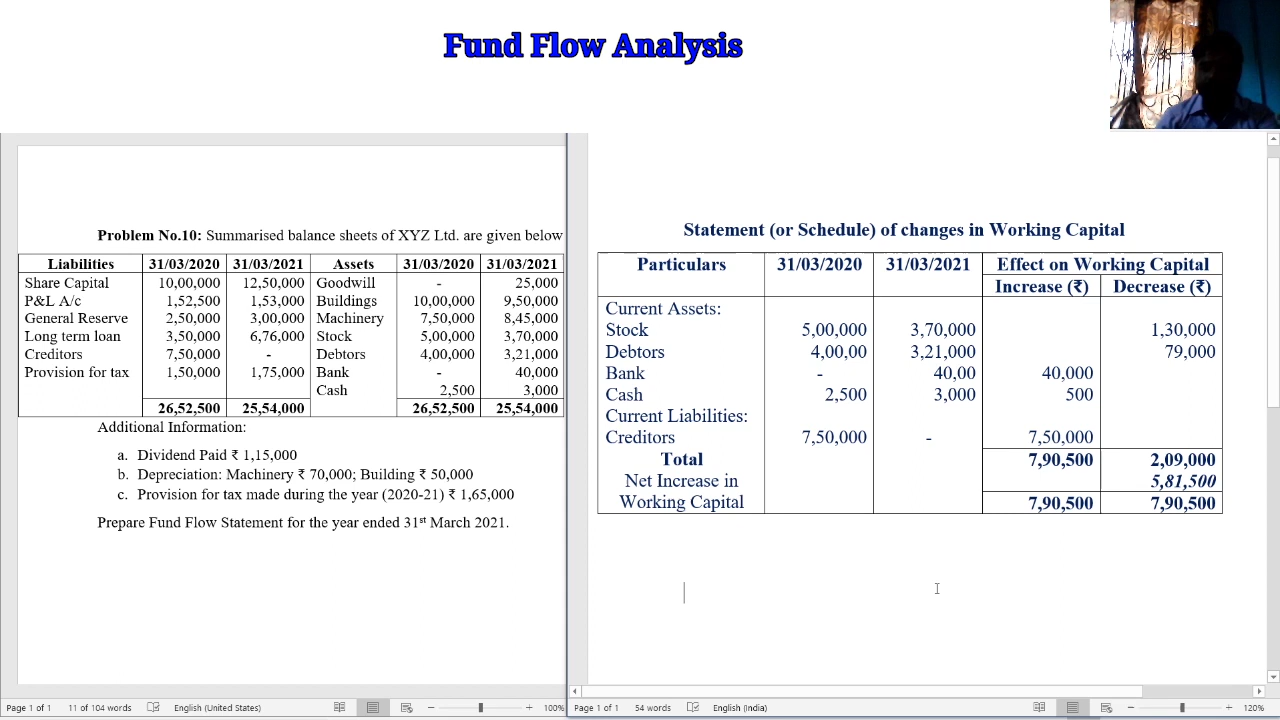 Fund Flow Analysis
Problem No.10: Summarised balance sheets of XYZ Ltd. are given below
Liabilities 31/03/2020 31/03/2021 Assets 31/03/2020 31/03/2021
Share Capital 10,00,000 12,50,000 Goodwill - 25,000
P&L A/c 1,52,500 1,53,000 Buildings 10,00,000 9,50,000
General Reserve 2,50,000 3,00,000 Machinery 7,50,000 8,45,000
Long term loan 3,50,000 6,76,000 Stock 5,00,000 3,70,000
Creditors 7,50,000 - Debtors 4,00,000 3,21,000
Provision for tax 1,50,000 1,75,000 Bank - 40,000
Cash 2,500 3,000
26,52,500 25,54,000 26,52,500 25,54,000
Additional Information:
a. Dividend Paid ₹ 1,15,000
b. Depreciation: Machinery ₹ 70,000; Building ₹ 50,000
c. Provision for tax made during the year (2020-21) ₹ 1,65,000
Prepare Fund Flow Statement for the year ended 31st March 2021.
Page 1 of 1 11 of 104 words English (United States) 100%
Statement (or Schedule) of changes in Working Capital
Particulars 31/03/2020 31/03/2021 Effect on Working Capital
Increase (₹) Decrease (₹)
Current Assets:
Stock 5,00,000 3,70,000 1,30,000
Debtors 4,00,00 3,21,000 79,000
Bank - 40,00 40,000
Cash 2,500 3,000 500
Current Liabilities:
Creditors 7,50,000 - 7,50,000
Total 7,90,500 2,09,000
Net Increase in 5,81,500
Working Capital 7,90,500 7,90,500
Page 1 of 1 54 words English (India) 120%